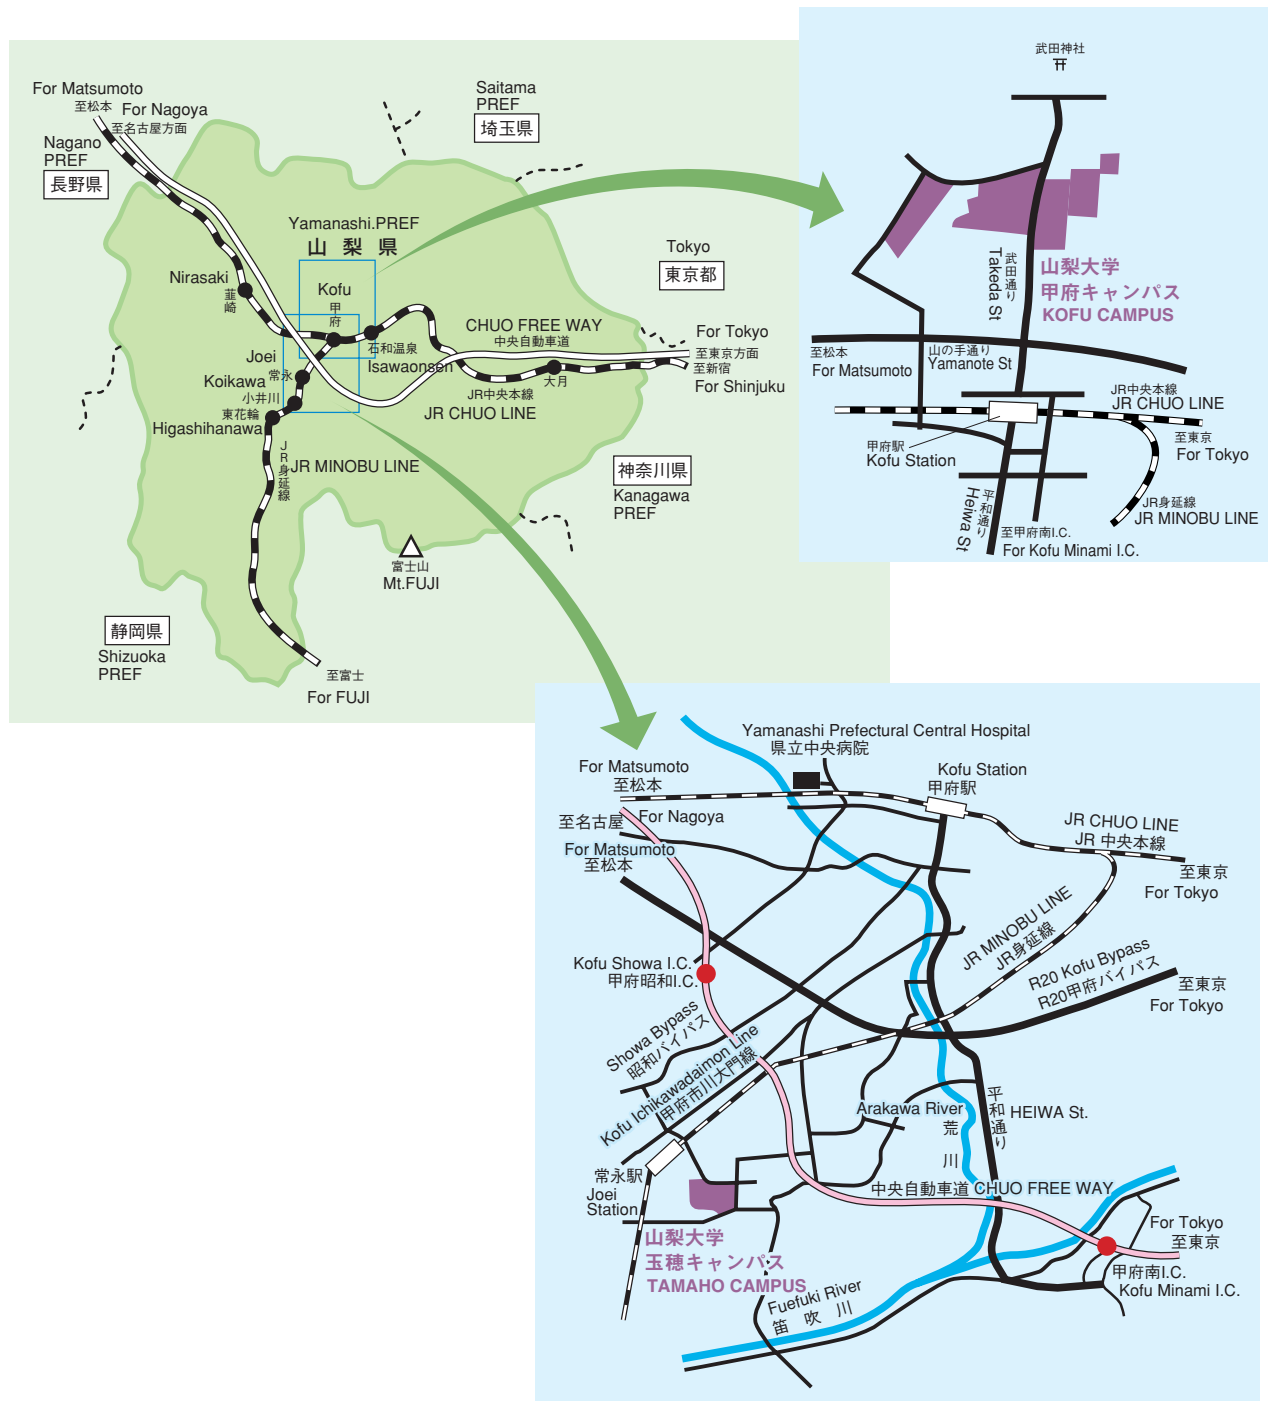 For Matsumoto
至松本
For Nagoya
至名古屋方面
Nagano
PREF
長野県
Saitama
PREF
埼玉県
Yamanashi.PREF
山 梨 県
Tokyo
東京都
Nirasaki
韮崎
Kofu
甲府
CHUO FREE WAY
中央自動車道
For Tokyo
至東京方面
至新宿
For Shinjuku
石和温泉
Isawaonsen
大月
JR中央本線
JR CHUO LINE
Joei
常永
Koikawa
小井川
東花輪
Higashihanawa
JR身延線
JR MINOBU LINE
神奈川県
Kanagawa
PREF
富士山
Mt.FUJI
静岡県
Shizuoka
PREF
至富士
For FUJI
武田神社
武田通り
Takeda St
山梨大学
甲府キャンパス
KOFU CAMPUS
至松本
For Matsumoto
山の手通り
Yamanote St
JR中央本線
JR CHUO LINE
至東京
For Tokyo
甲府駅
Kofu Station
JR身延線
JR MINOBU LINE
平和通り
Heiwa St
至甲府南I.C.
For Kofu Minami I.C.
Yamanashi Prefectural Central Hospital
県立中央病院
For Matsumoto
至松本
Kofu Station
甲府駅
至名古屋
For Nagoya
For Matsumoto
至松本
JR CHUO LINE
JR 中央本線
至東京
For Tokyo
JR MINOBU LINE
JR身延線
R20 Kofu Bypass
R20甲府バイパス
至東京
For Tokyo
Kofu Showa I.C.
甲府昭和I.C.
Showa Bypass
昭和バイパス
Kofu Ichikawadaimon Line
甲府市川大門線
Arakawa River
荒川
平和通り
HEIWA St.
常永駅
Joei
Station
中央自動車道 CHUO FREE WAY
山梨大学
玉穂キャンパス
TAMAHO CAMPUS
For Tokyo
至東京
甲府南I.C.
Kofu Minami I.C.
Fuefuki River
笛 吹 川